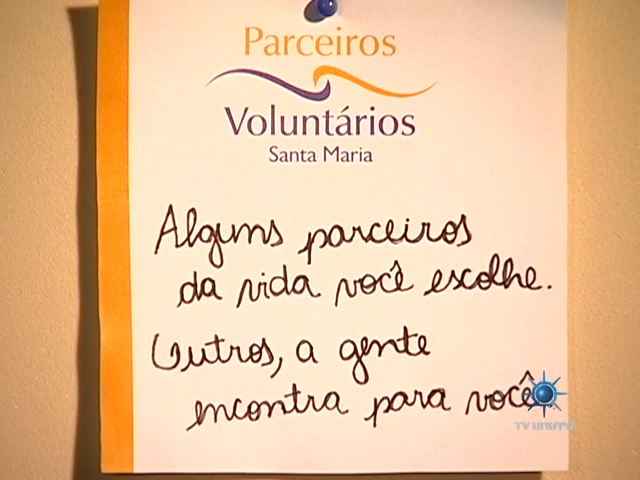 Parceiros
Voluntários
Santa Maria
Alguns parceiros
da vida você escolhe.
Outros, a gente
encontra para você